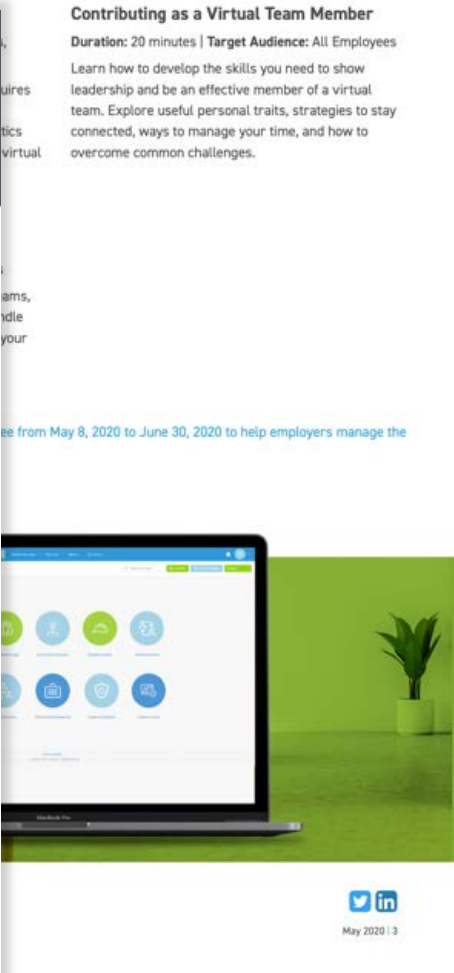 Contributing as a Virtual Team Member
Duration: 20 minutes | Target Audience: All Employees
Learn how to develop the skills you need to show
leadership and be an effective member of a virtual
team. Explore useful personal traits, strategies to stay
connected, ways to manage your time, and how to
overcome common challenges.
uires
tics
virtual
ams,
ndle
your
ee from May 8, 2020 to June 30, 2020 to help employers manage the
MacBook Pro
in
May 2020 | 3